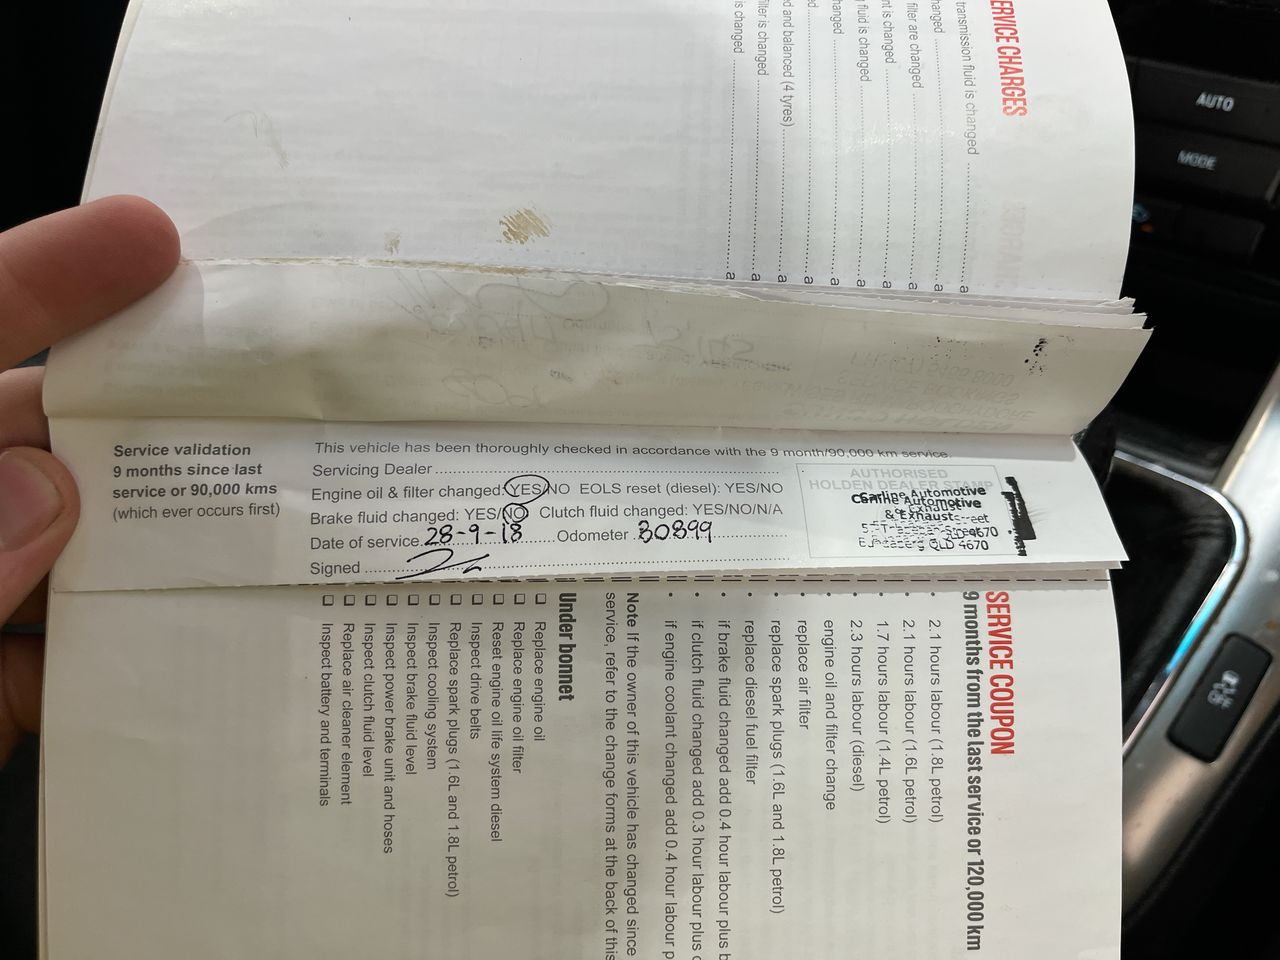 ERVICE CHARGES
transmission fluid is changed
hanged
filter are changed
nt is changed
fluid is changed
hanged
ed
d and balanced (4 tyres)
ilter is changed
is changed
AUTO
MODE
Service validation
9 months since last
service or 90,000 kms
(which ever occurs first)
This vehicle has been thoroughly checked in accordance with the 9 month/90,000 km service.
Servicing Dealer
Engine oil & filter changed: YES/NO EOLS reset (diesel): YES/NO
Brake fluid changed: YES/NO Clutch fluid changed: YES/NO/N/A
Date of service 28-9-18 Odometer 80899
Signed
AUTHORISED
HOLDEN DEALER STAMP
Carline Automotive
& Exhaust
QLD 4670
SERVICE COUPON
9 months from the last service or 120,000 km
• 2.1 hours labour (1.8L petrol)
• 2.1 hours labour (1.6L petrol)
• 1.7 hours labour (1.4L petrol)
• 2.3 hours labour (diesel)
• engine oil and filter change
• replace air filter
• replace spark plugs (1.6L and 1.8L petrol)
• replace diesel fuel filter
• if brake fluid changed add 0.4 hour labour plus b
• if clutch fluid changed add 0.3 hour labour plus c
• if engine coolant changed add 0.4 hour labour p
Note If the owner of this vehicle has changed since
service, refer to the change forms at the back of this
Under bonnet
❏ Replace engine oil
❏ Replace engine oil filter
❏ Reset engine oil life system diesel
❏ Inspect drive belts
❏ Replace spark plugs (1.6L and 1.8L petrol)
❏ Inspect cooling system
❏ Inspect brake fluid level
❏ Inspect power brake unit and hoses
❏ Inspect clutch fluid level
❏ Replace air cleaner element
❏ Inspect battery and terminals
OFF